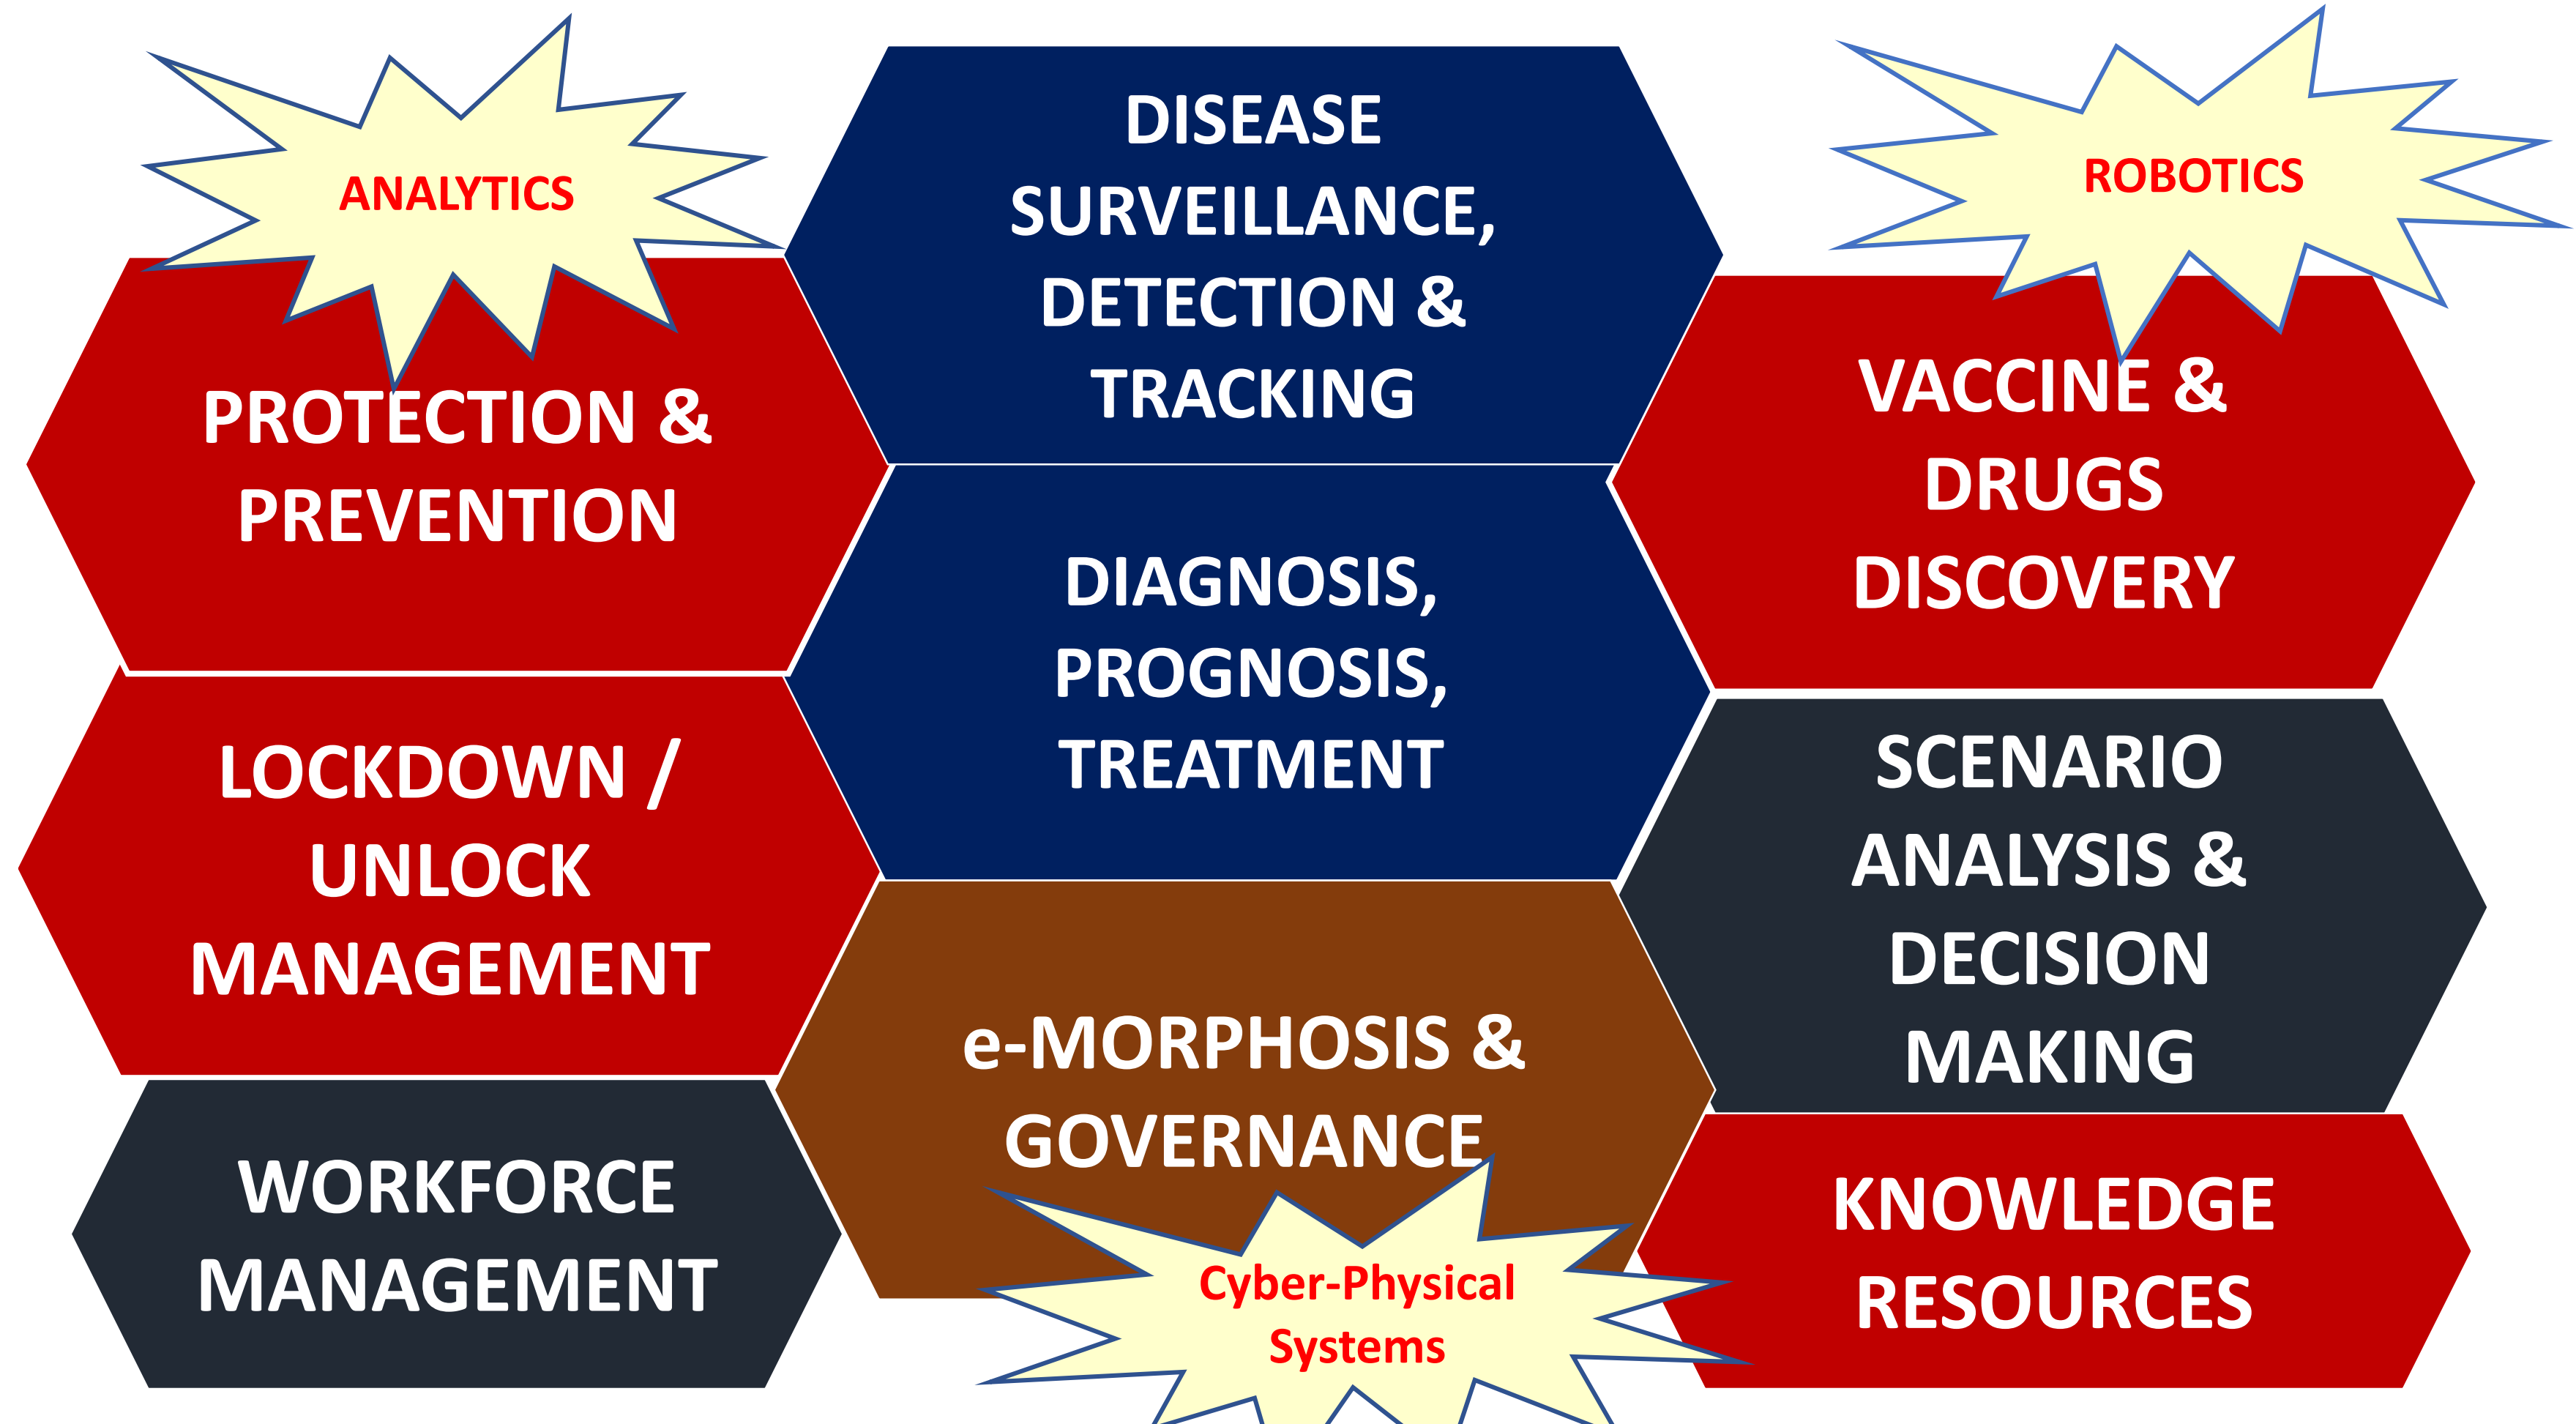 ANALYTICS
PROTECTION &
PREVENTION
LOCKDOWN /
UNLOCK
MANAGEMENT
WORKFORCE
MANAGEMENT
DISEASE
SURVEILLANCE,
DETECTION &
TRACKING
DIAGNOSIS,
PROGNOSIS,
TREATMENT
e-MORPHOSIS &
GOVERNANCE
Cyber-Physical
Systems
ROBOTICS
VACCINE &
DRUGS
DISCOVERY
SCENARIO
ANALYSIS &
DECISION
MAKING
KNOWLEDGE
RESOURCES